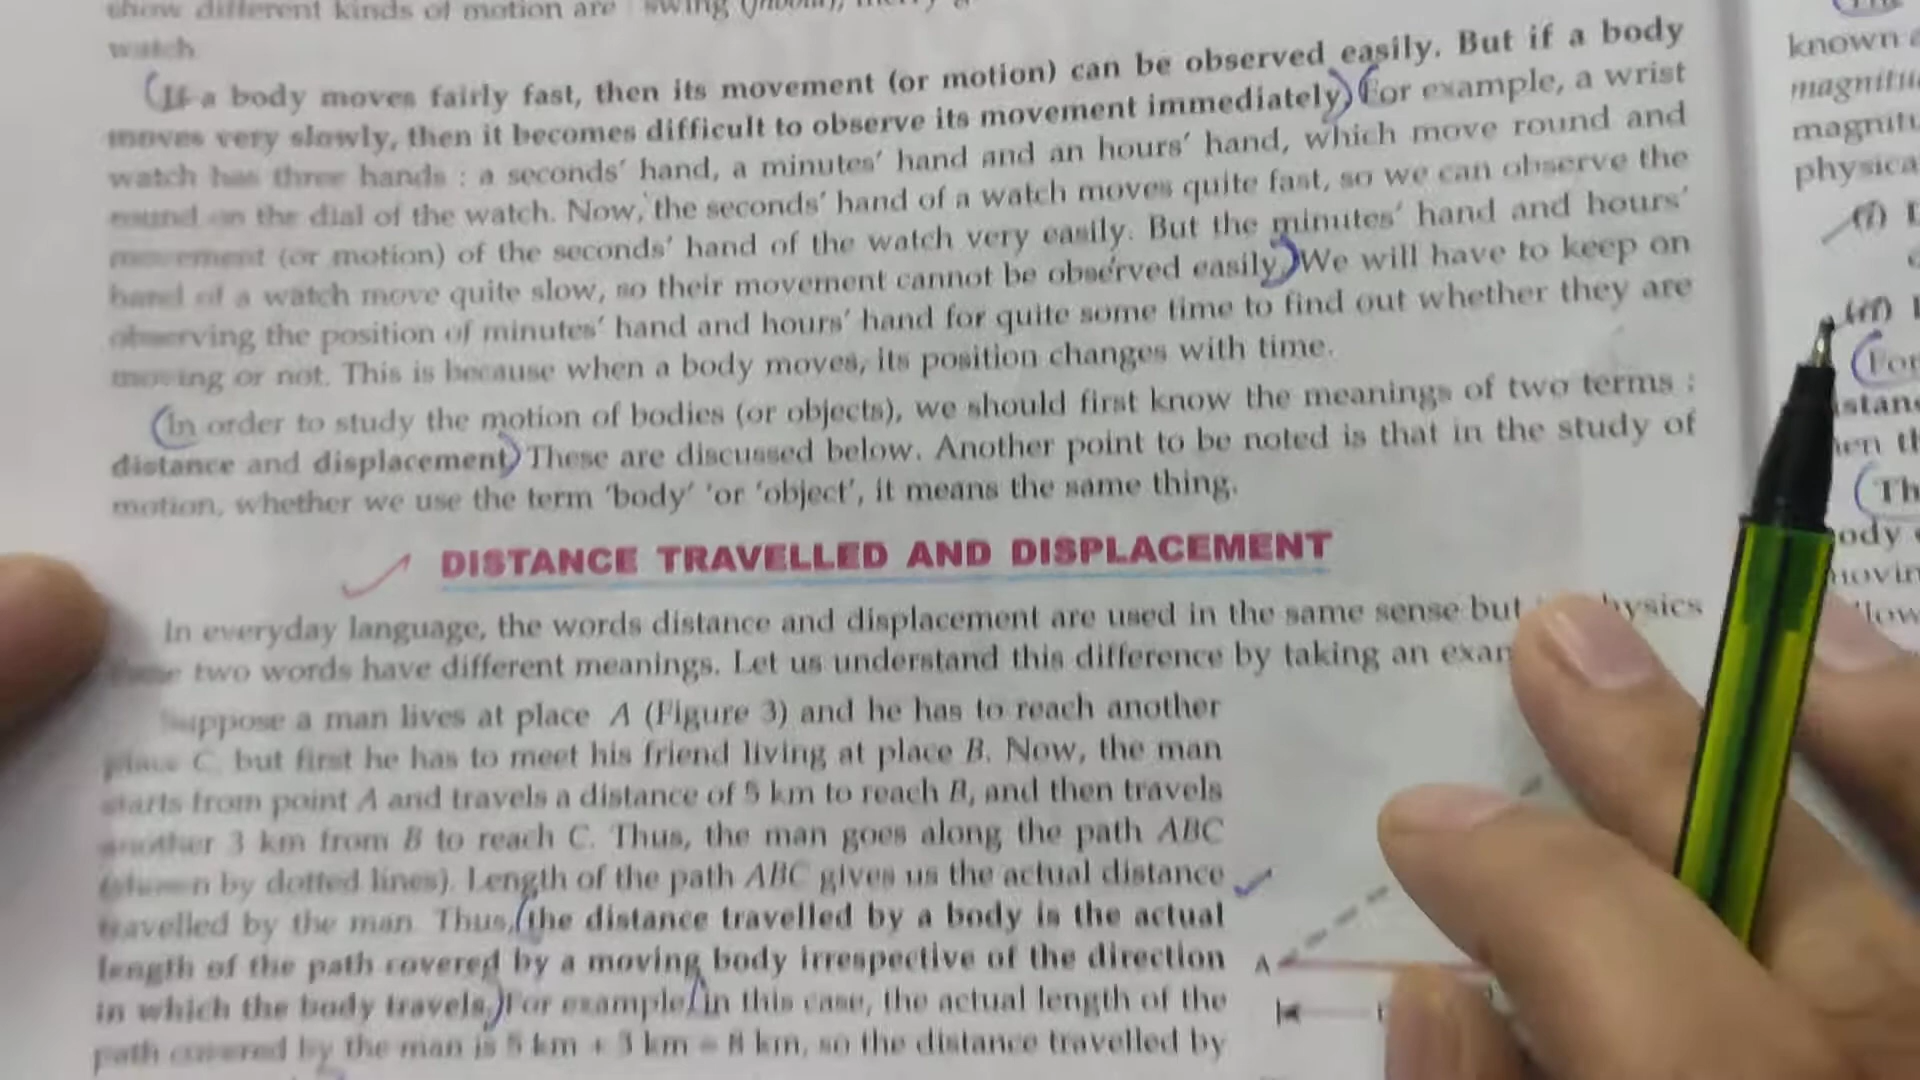 show different kinds of motion are : swing
watch.
If a body moves fairly fast, then its movement (or motion) can be observed easily. But if a body
moves very slowly, then it becomes difficult to observe its movement immediately. For example, a wrist
watch has three hands : a seconds' hand, a minutes' hand and an hours' hand, which move round and
round on the dial of the watch. Now, the seconds' hand of a watch moves quite fast, so we can observe the
movement (or motion) of the seconds' hand of the watch very easily. But the minutes' hand and hours'
hand of a watch move quite slow, so their movement cannot be observed easily. We will have to keep on
observing the position of minutes' hand and hours' hand for quite some time to find out whether they are
moving or not. This is because when a body moves, its position changes with time.
In order to study the motion of bodies (or objects), we should first know the meanings of two terms :
distance and displacement. These are discussed below. Another point to be noted is that in the study of
motion, whether we use the term 'body' 'or 'object', it means the same thing.
DISTANCE TRAVELLED AND DISPLACEMENT
In everyday language, the words distance and displacement are used in the same sense but
two words have different meanings. Let us understand this difference by taking an
Suppose a man lives at place A (Figure 3) and he has to reach another
place C, but first he has to meet his friend living at place B. Now, the man
starts from point A and travels a distance of 5 km to reach B, and then travels
another 3 km from B to reach C. Thus, the man goes along the path ABC
(shown by dotted lines). Length of the path ABC gives us the actual distance
travelled by the man. Thus, the distance travelled by a body is the actual
length of the path covered by a moving body irrespective of the direction
in which the body travels. For example, in this case, the actual length of the
path covered by the man is 5 km + 3 km = 8 km, so the distance travelled by
A
known
(i)
(ii)
For
Th